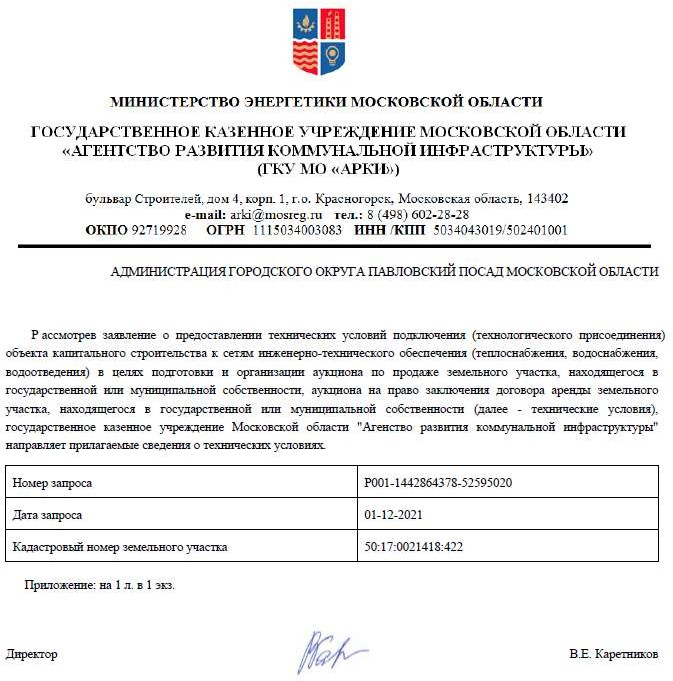 МИНИСТЕРСТВО ЭНЕРГЕТИКИ МОСКОВСКОЙ ОБЛАСТИ
ГОСУДАРСТВЕННОЕ КАЗЕННОЕ УЧРЕЖДЕНИЕ МОСКОВСКОЙ ОБЛАСТИ
«АГЕНТСТВО РАЗВИТИЯ КОММУНАЛЬНОЙ ИНФРАСТРУКТУРЫ»
(ГКУ МО «АРКИ»)
бульвар Строителей, дом 4, корп. 1, г.о. Красногорск, Московская область, 143402
e-mail: arki@mosreg.ru тел.: 8 (498) 602-28-28
ОКПО 92719928 ОГРН 1115034003083 ИНН /КПП 5034043019/502401001
АДМИНИСТРАЦИЯ ГОРОДСКОГО ОКРУГА ПАВЛОВСКИЙ ПОСАД МОСКОВСКОЙ ОБЛАСТИ
Рассмотрев заявление о предоставлении технических условий подключения (технологического присоединения)
объекта капитального строительства к сетям инженерно-технического обеспечения (теплоснабжения, водоснабжения,
водоотведения) в целях подготовки и организации аукциона по продаже земельного участка, находящегося в
государственной или муниципальной собственности, аукциона на право заключения договора аренды земельного
участка, находящегося в государственной или муниципальной собственности (далее - технические условия),
государственное казенное учреждение Московской области "Агенство развития коммунальной инфраструктуры"
направляет прилагаемые сведения о технических условиях.
Номер запроса P001-1442864378-52595020
Дата запроса 01-12-2021
Кадастровый номер земельного участка 50:17:0021418:422
Приложение: на 1 л. в 1 экз.
Директор В.Е. Каретников